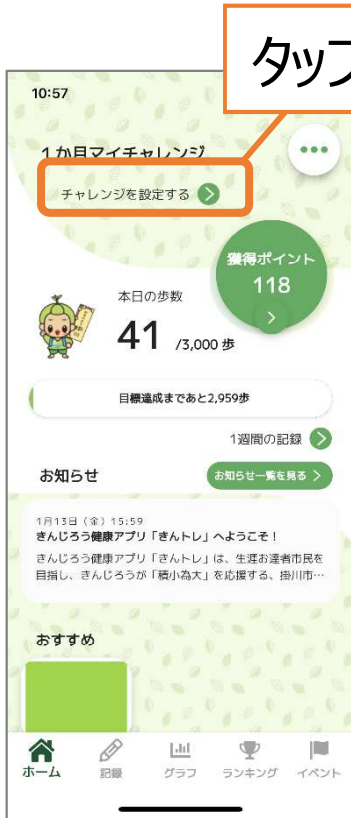 タップ
10:57
1か月マイチャレンジ
チャレンジを設定する
獲得ポイント
118
本日の歩数
41 /3,000 歩
目標達成まであと2,959歩
1週間の記録
お知らせ
お知らせ一覧を見る
1月13日（金）15:59
きんじろう健康アプリ「きんトレ」へようこそ！
きんじろう健康アプリ「きんトレ」は、生涯お達者市民を
目指し、きんじろうが「積小為大」を応援する、掛川市…
おすすめ
ホーム 記録 グラフ ランキング イベント